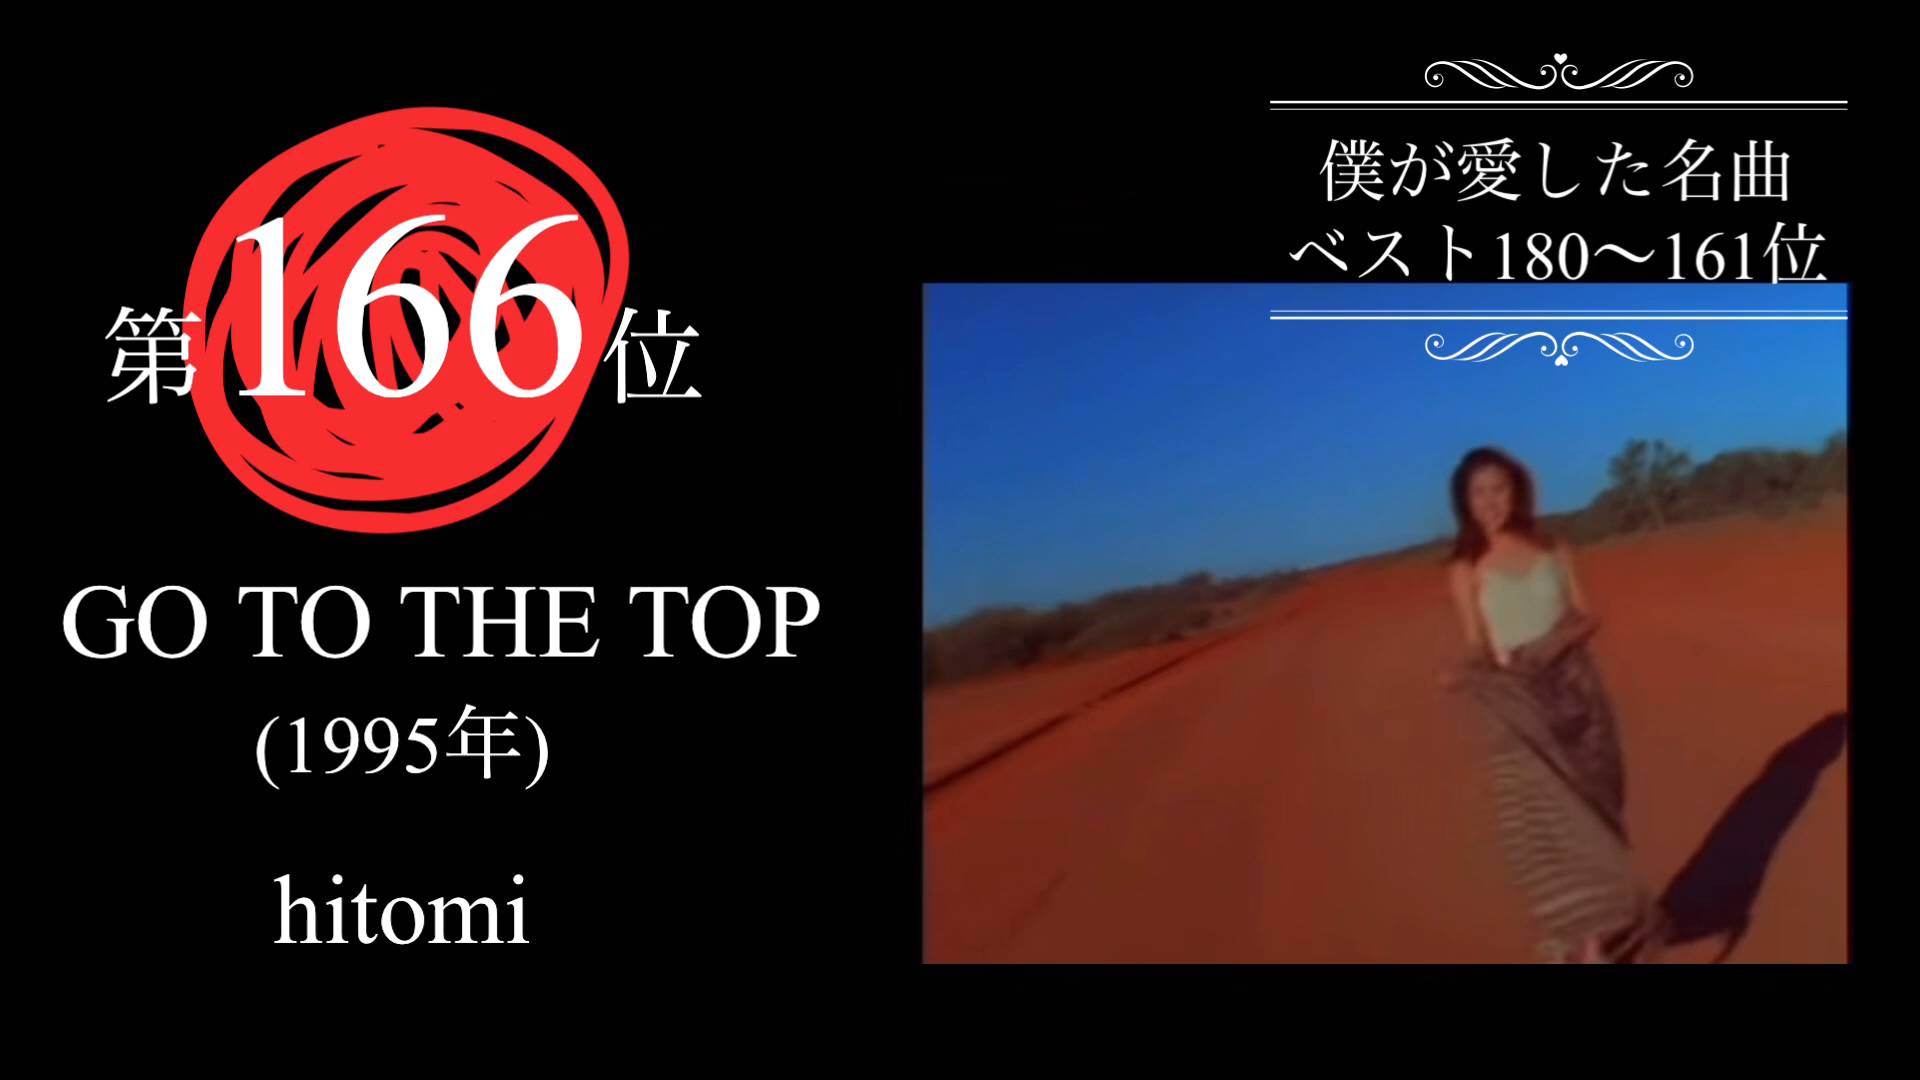 僕が愛した名曲
ベスト180〜161位
第166位
GO TO THE TOP
(1995年)
hitomi